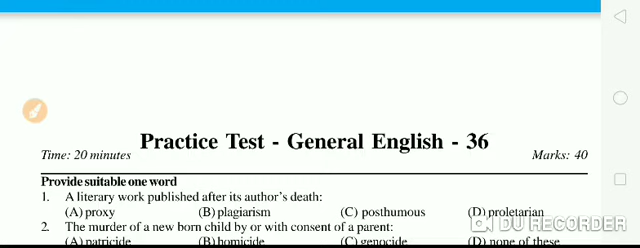 Practice Test - General English - 36
Time: 20 minutes
Marks: 40
Provide suitable one word
1. A literary work published after its author's death:
(A) proxy (B) plagiarism (C) posthumous (D) proletarian
2. The murder of a new born child by or with consent of a parent:
(A) patricide (B) homicide (C) genocide (D) none of these
DU RECORDER